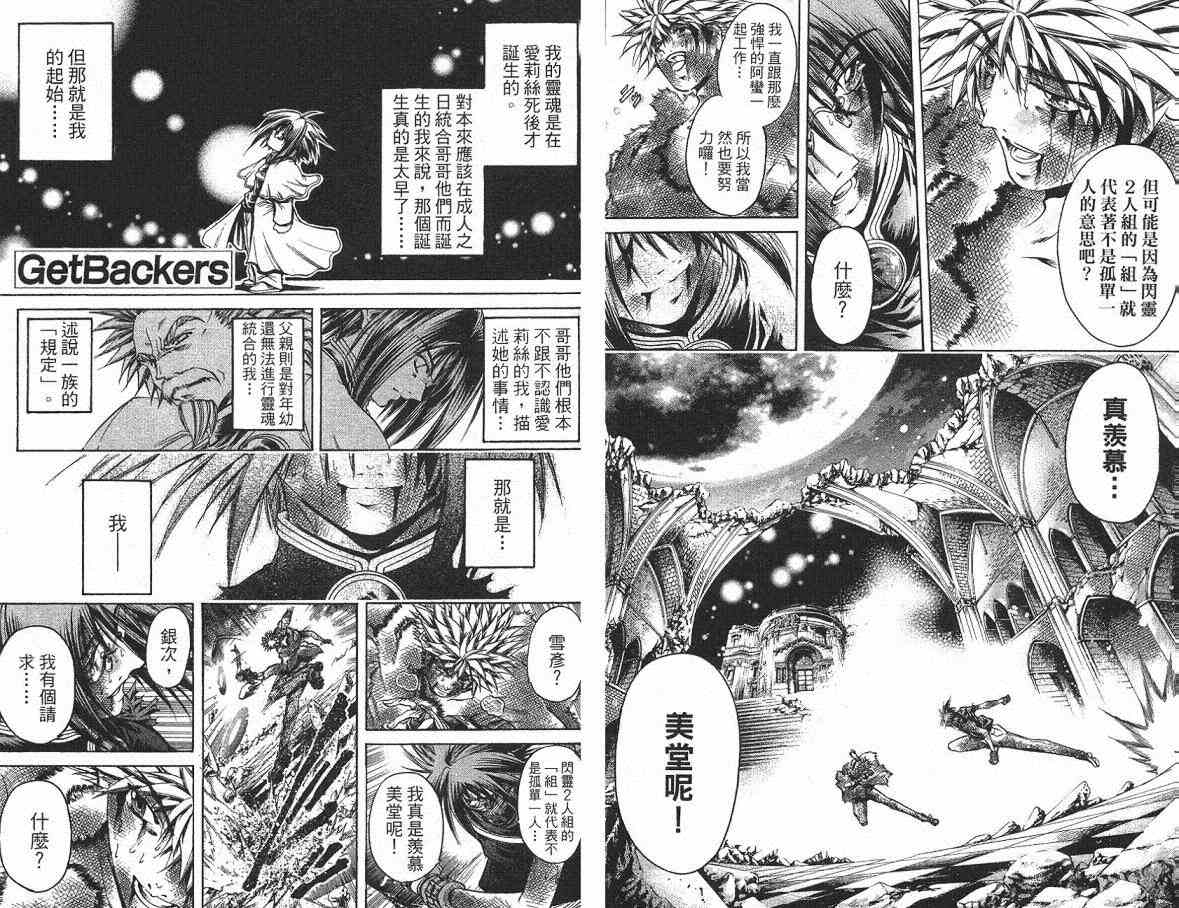 但可能是因為閃靈
2人組的「組」就
代表著不是孤單一
人的意思吧？
我一直跟那麼
強悍的阿蠻一
起工作…
所以我當
然也要努
力囉！
什麼？
真羨慕…
美堂呢！
我的靈魂是在
愛莉絲死後才
誕生的。
對本來應該在成人之
日統合哥哥他們而誕
生的我來說，那個誕
生真的是太早了……
但那就是我
的起始……
GetBackers
哥哥他們根本
不跟不認識愛
莉絲的我，描
述她的事情…
父親則是對年幼
還無法進行靈魂
統合的我…
述說一族的
「規定」。
那就是…
我──
雪彥？
閃靈2人組的
「組」就代表不
是孤單一人…
我真是羨慕
美堂呢！
銀次，
我有個請
求……
什麼？